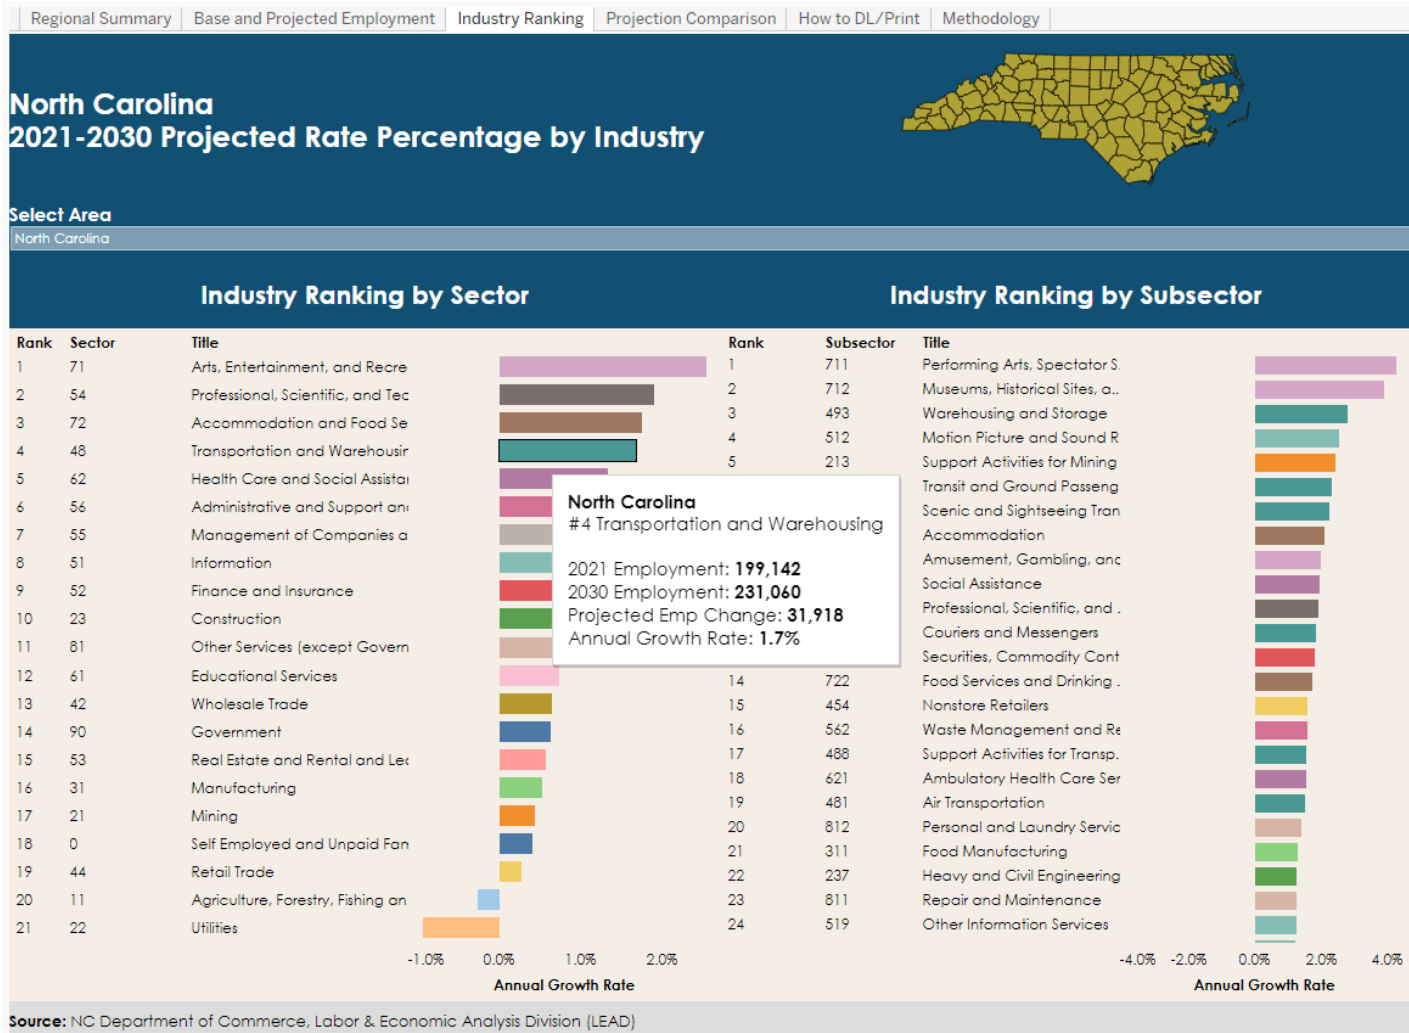 Regional Summary Base and Projected Employment Industry Ranking Projection Comparison How to DL/Print Methodology
North Carolina
2021-2030 Projected Rate Percentage by Industry
Select Area
North Carolina
Industry Ranking by Sector
Rank Sector Title
1 71 Arts, Entertainment, and Recre
2 54 Professional, Scientific, and Tec
3 72 Accommodation and Food Se
4 48 Transportation and Warehousin
5 62 Health Care and Social Assista
6 56 Administrative and Support and
7 55 Management of Companies a
8 51 Information
9 52 Finance and Insurance
10 23 Construction
11 81 Other Services (except Govern
12 61 Educational Services
13 42 Wholesale Trade
14 90 Government
15 53 Real Estate and Rental and Lea
16 31 Manufacturing
17 21 Mining
18 0 Self Employed and Unpaid Fam
19 44 Retail Trade
20 11 Agriculture, Forestry, Fishing an
21 22 Utilities
-1.0% 0.0% 1.0% 2.0%
Annual Growth Rate
North Carolina
#4 Transportation and Warehousing
2021 Employment: 199,142
2030 Employment: 231,060
Projected Emp Change: 31,918
Annual Growth Rate: 1.7%
Industry Ranking by Subsector
Rank Subsector Title
1 711 Performing Arts, Spectator S.
2 712 Museums, Historical Sites, a..
3 493 Warehousing and Storage
4 512 Motion Picture and Sound R
5 213 Support Activities for Mining
Transit and Ground Passeng
Scenic and Sightseeing Tran
Accommodation
Amusement, Gambling, and
Social Assistance
Professional, Scientific, and .
Couriers and Messengers
Securities, Commodity Cont
14 722 Food Services and Drinking .
15 454 Nonstore Retailers
16 562 Waste Management and Re
17 488 Support Activities for Transp.
18 621 Ambulatory Health Care Ser
19 481 Air Transportation
20 812 Personal and Laundry Servic
21 311 Food Manufacturing
22 237 Heavy and Civil Engineering
23 811 Repair and Maintenance
24 519 Other Information Services
-4.0% -2.0% 0.0% 2.0% 4.0%
Annual Growth Rate
Source: NC Department of Commerce, Labor & Economic Analysis Division (LEAD)